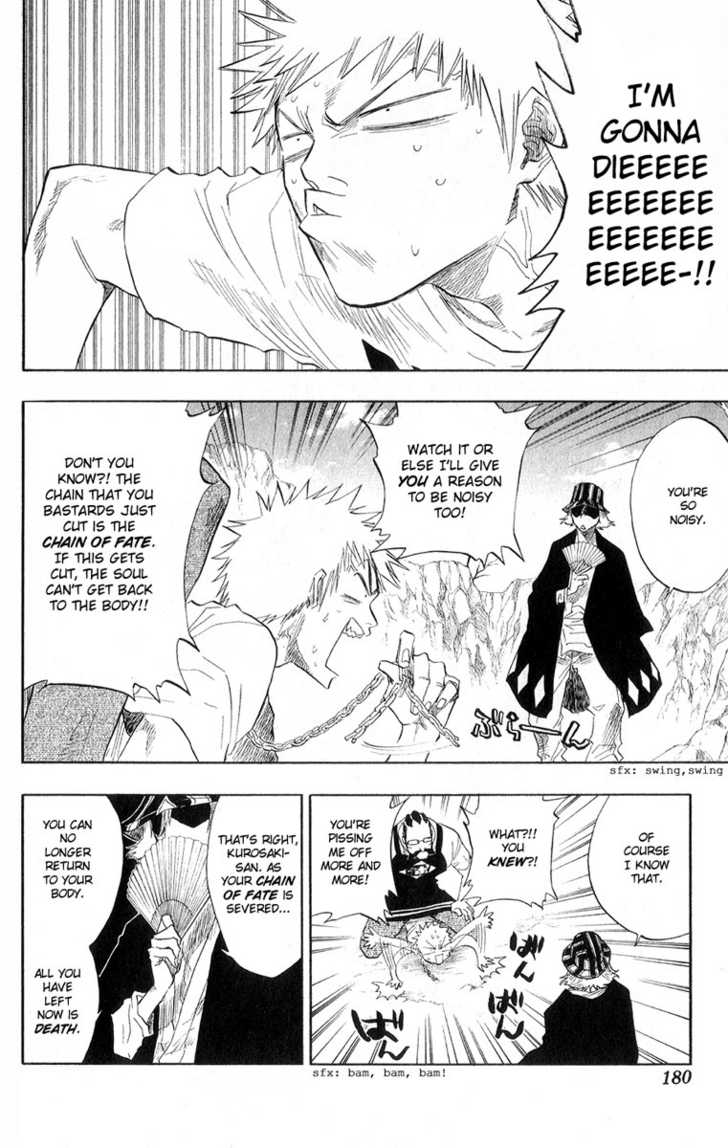 I'M
GONNA
DIEEEEE
EEEEEEE
EEEEEEE
EEEEE-!!
YOU'RE
SO
NOISY.
WATCH IT OR
ELSE I'LL GIVE
YOU A REASON
TO BE NOISY
TOO!
DON'T YOU
KNOW?! THE
CHAIN THAT YOU
BASTARDS JUST
CUT IS THE
CHAIN OF FATE.
IF THIS GETS
CUT, THE SOUL
CAN'T GET BACK
TO THE BODY!!
ぶらーん
sfx: swing,swing
OF
COURSE
I KNOW
THAT.
WHAT?!!
YOU
KNEW?!
YOU'RE
PISSING
ME OFF
MORE AND
MORE!
ばん
ばん
ばん
sfx: bam, bam, bam!
THAT'S RIGHT,
KUROSAKI-
SAN. AS
YOUR CHAIN
OF FATE IS
SEVERED...
YOU CAN
NO
LONGER
RETURN
TO YOUR
BODY.
ALL YOU
HAVE
LEFT
NOW IS
DEATH.
180